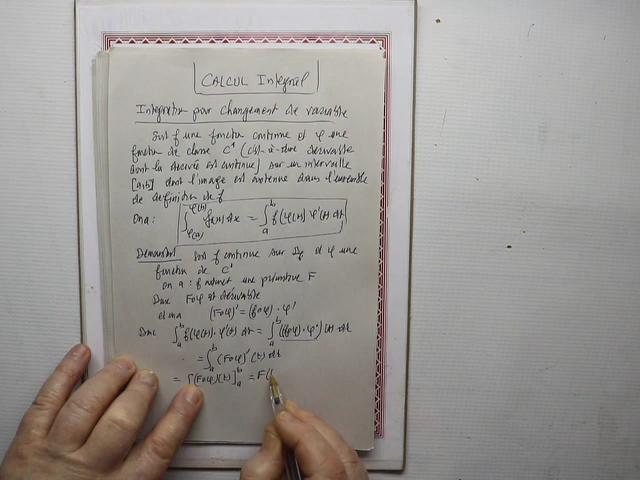 CALCUL Intégral
Intégration par changement de variable
Soit f une fonction continue et φ une
fonction de classe C¹ (c'est-à-dire dérivable
dont la dérivée est continue) sur un intervalle
[a,b] dont l'image est contenue dans l'ensemble
de définition de f
On a : ∫_{φ(a)}^{φ(b)} f(x) dx = ∫_a^b f(φ(t)) φ'(t) dt
Soit f continue sur et φ une
fonction de C¹
on a : f admet une primitive F
Donc Foφ est dérivable
et on a (Foφ)' = (foφ) · φ'
Donc ∫_a^b f(φ(t)) · φ'(t) dt = ∫_a^b ((foφ) · φ')(t) dt
= ∫_a^b (Foφ)'(t) dt
= [(Foφ)(t)]_a^b = F(